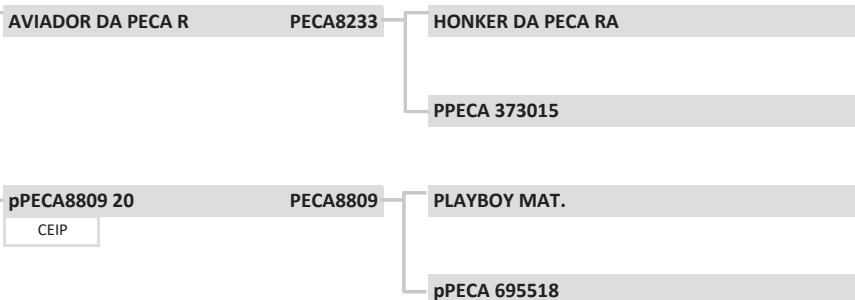 AVIADOR DA PECA R PECA8233
HONKER DA PECA RA
PPECA 373015
pPECA8809 20 PECA8809
PLAYBOY MAT.
CEIP
pPECA 695518